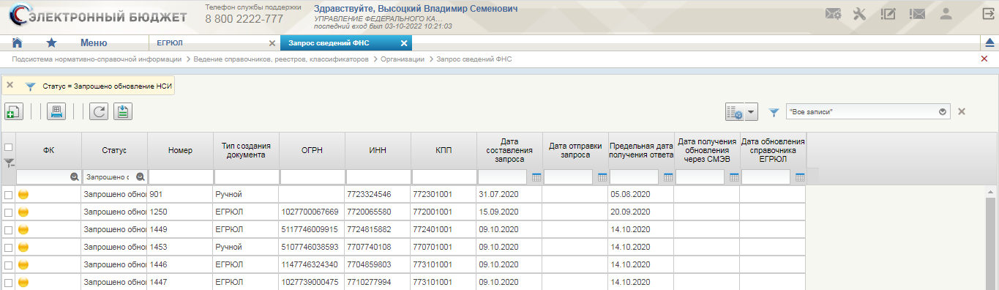 ЭЛЕКТРОННЫЙ БЮДЖЕТ
Телефон службы поддержки
8 800 2222-777
Здравствуйте, Высоцкий Владимир Семенович
УПРАВЛЕНИЕ ФЕДЕРАЛЬНОГО КА...
последний вход был 03-10-2022 10:21:03
Меню
ЕГРЮЛ
Запрос сведений ФНС
Подсистема нормативно-справочной информации > Ведение справочников, реестров, классификаторов > Организации > Запрос сведений ФНС
Статус = Запрошено обновление НСИ
"Все записи"
ФК Статус Номер Тип создания документа ОГРН ИНН КПП Дата составления запроса Дата отправки запроса Предельная дата получения ответа Дата получения обновления через СМЭВ Дата обновления справочника ЕГРЮЛ
Запрошено с
Запрошено обно 901 Ручной 7723324546 772301001 31.07.2020 05.08.2020
Запрошено обно 1250 ЕГРЮЛ 1027700067669 7720065580 772001001 15.09.2020 20.09.2020
Запрошено обно 1449 ЕГРЮЛ 5117746009915 7724815882 772401001 09.10.2020 14.10.2020
Запрошено обно 1453 Ручной 5107746038593 7707740108 770701001 09.10.2020 14.10.2020
Запрошено обно 1446 ЕГРЮЛ 1147746324340 7704859803 773101001 09.10.2020 14.10.2020
Запрошено обно 1447 ЕГРЮЛ 1027739000475 7710277994 773101001 09.10.2020 14.10.2020